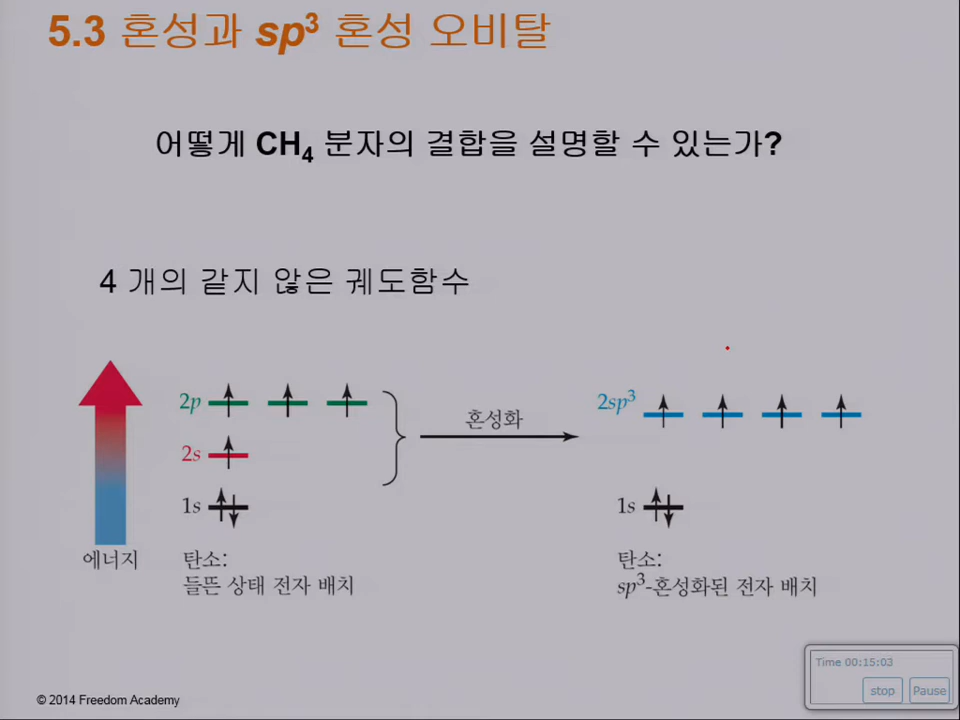 5.3 혼성과 sp³ 혼성 오비탈
어떻게 CH₄ 분자의 결합을 설명할 수 있는가?
4 개의 같지 않은 궤도함수
2p
2s
1s
에너지
탄소:
들뜬 상태 전자 배치
혼성화
2sp³
1s
탄소:
sp³-혼성화된 전자 배치
Time 00:15:03
stop Pause
© 2014 Freedom Academy